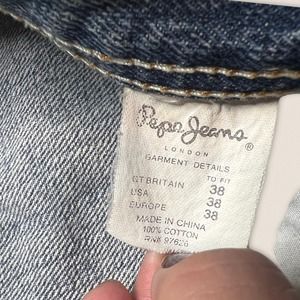 Pepe Jeans
®
LONDON
GARMENT DETAILS
TO FIT
GT BRITAIN 38
USA 38
EUROPE 38
MADE IN CHINA
100% COTTON